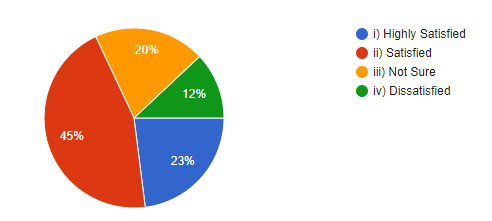 20%
12%
45%
23%
i) Highly Satisfied
ii) Satisfied
iii) Not Sure
iv) Dissatisfied